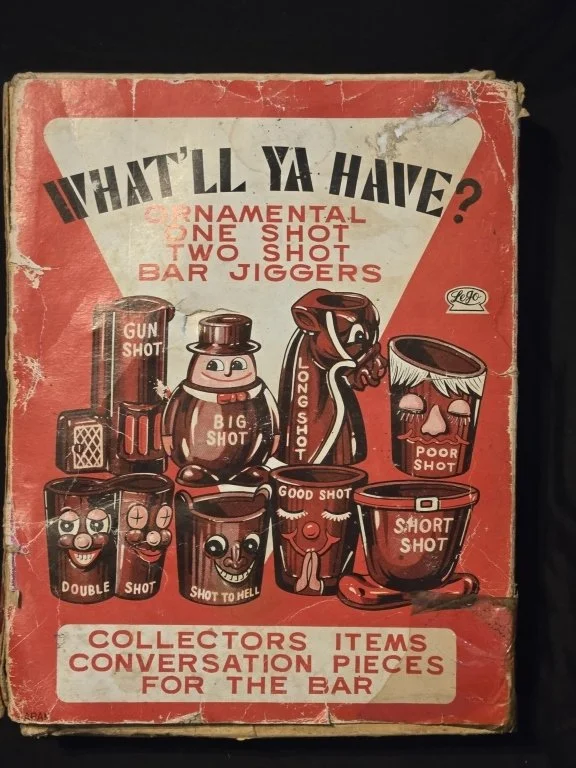 WHAT'LL YA HAVE?
ORNAMENTAL
ONE SHOT
TWO SHOT
BAR JIGGERS
Lego
GUN
SHOT
BIG
SHOT
LONG SHOT
POOR
SHOT
DOUBLE SHOT
SHOT TO HELL
GOOD SHOT
SHORT
SHOT
COLLECTORS ITEMS
CONVERSATION PIECES
FOR THE BAR